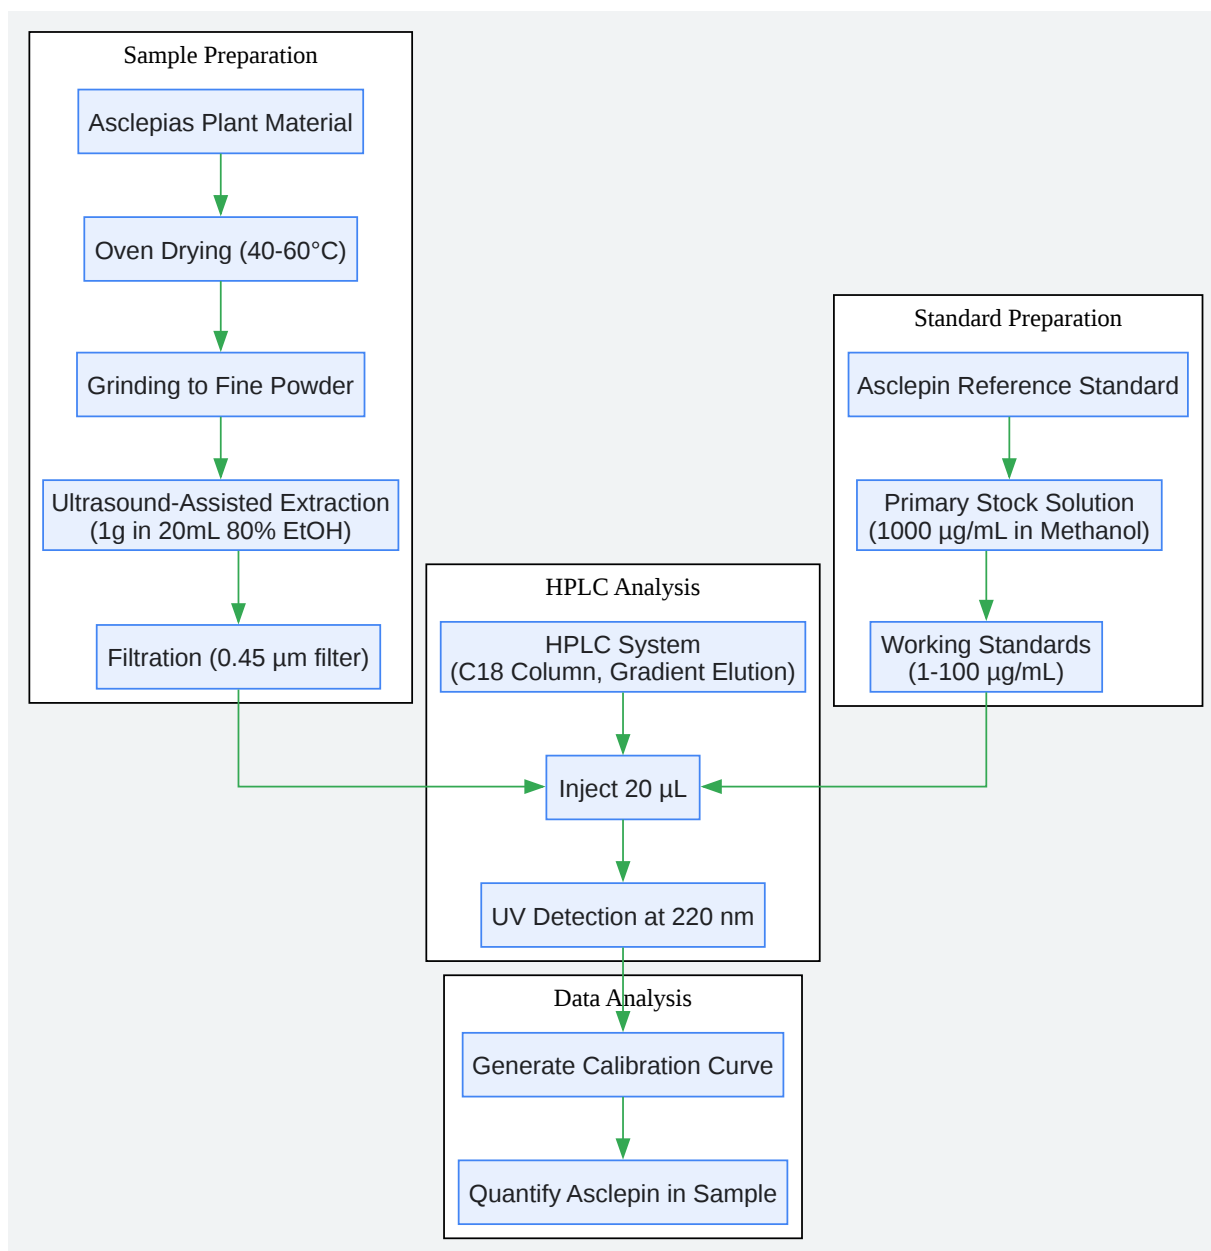 Sample Preparation
Asclepias Plant Material
Oven Drying (40-60°C)
Grinding to Fine Powder
Ultrasound-Assisted Extraction
(1g in 20mL 80% EtOH)
Filtration (0.45 µm filter)
Standard Preparation
Asclepin Reference Standard
Primary Stock Solution
(1000 µg/mL in Methanol)
Working Standards
(1-100 µg/mL)
HPLC Analysis
HPLC System
(C18 Column, Gradient Elution)
Inject 20 µL
UV Detection at 220 nm
Data Analysis
Generate Calibration Curve
Quantify Asclepin in Sample